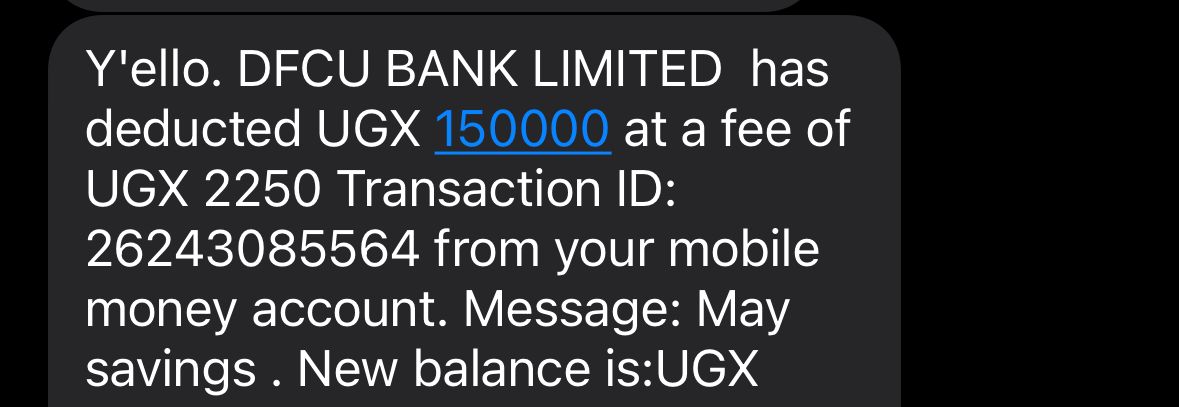 Y'ello. DFCU BANK LIMITED  has
deducted UGX 150000 at a fee of
UGX 2250 Transaction ID:
26243085564 from your mobile
money account. Message: May
savings . New balance is:UGX